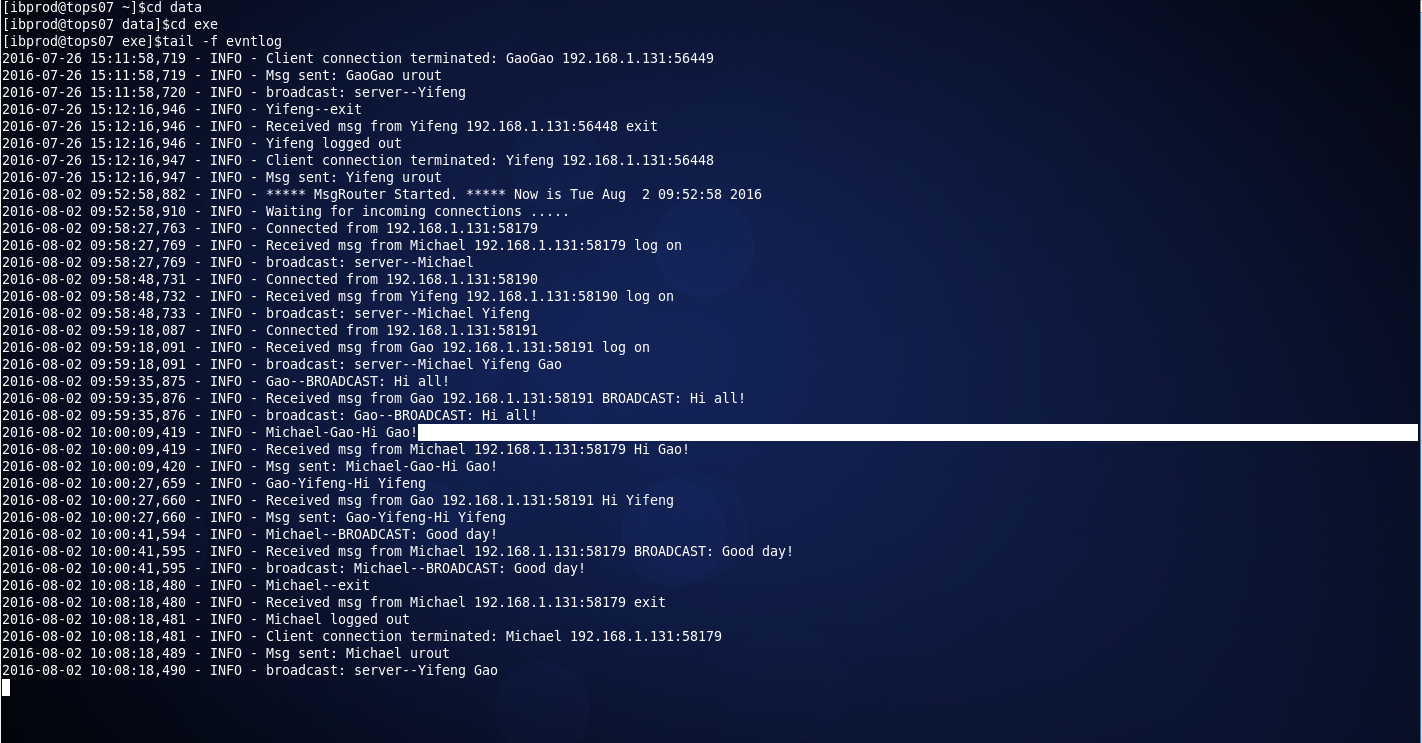 [ibprod@tops07 ~]$cd data
[ibprod@tops07 data]$cd exe
[ibprod@tops07 exe]$tail -f evntlog
2016-07-26 15:11:58,719 - INFO - Client connection terminated: GaoGao 192.168.1.131:56449
2016-07-26 15:11:58,719 - INFO - Msg sent: GaoGao urout
2016-07-26 15:11:58,720 - INFO - broadcast: server--Yifeng
2016-07-26 15:12:16,946 - INFO - Yifeng--exit
2016-07-26 15:12:16,946 - INFO - Received msg from Yifeng 192.168.1.131:56448 exit
2016-07-26 15:12:16,946 - INFO - Yifeng logged out
2016-07-26 15:12:16,947 - INFO - Client connection terminated: Yifeng 192.168.1.131:56448
2016-07-26 15:12:16,947 - INFO - Msg sent: Yifeng urout
2016-08-02 09:52:58,882 - INFO - ***** MsgRouter Started. ***** Now is Tue Aug  2 09:52:58 2016
2016-08-02 09:52:58,910 - INFO - Waiting for incoming connections .....
2016-08-02 09:58:27,763 - INFO - Connected from 192.168.1.131:58179
2016-08-02 09:58:27,769 - INFO - Received msg from Michael 192.168.1.131:58179 log on
2016-08-02 09:58:27,769 - INFO - broadcast: server--Michael
2016-08-02 09:58:48,731 - INFO - Connected from 192.168.1.131:58190
2016-08-02 09:58:48,732 - INFO - Received msg from Yifeng 192.168.1.131:58190 log on
2016-08-02 09:58:48,733 - INFO - broadcast: server--Michael Yifeng
2016-08-02 09:59:18,087 - INFO - Connected from 192.168.1.131:58191
2016-08-02 09:59:18,091 - INFO - Received msg from Gao 192.168.1.131:58191 log on
2016-08-02 09:59:18,091 - INFO - broadcast: server--Michael Yifeng Gao
2016-08-02 09:59:35,875 - INFO - Gao--BROADCAST: Hi all!
2016-08-02 09:59:35,876 - INFO - Received msg from Gao 192.168.1.131:58191 BROADCAST: Hi all!
2016-08-02 09:59:35,876 - INFO - broadcast: Gao--BROADCAST: Hi all!
2016-08-02 10:00:09,419 - INFO - Michael-Gao-Hi Gao!
2016-08-02 10:00:09,419 - INFO - Received msg from Michael 192.168.1.131:58179 Hi Gao!
2016-08-02 10:00:09,420 - INFO - Msg sent: Michael-Gao-Hi Gao!
2016-08-02 10:00:27,659 - INFO - Gao-Yifeng-Hi Yifeng
2016-08-02 10:00:27,660 - INFO - Received msg from Gao 192.168.1.131:58191 Hi Yifeng
2016-08-02 10:00:27,660 - INFO - Msg sent: Gao-Yifeng-Hi Yifeng
2016-08-02 10:00:41,594 - INFO - Michael--BROADCAST: Good day!
2016-08-02 10:00:41,595 - INFO - Received msg from Michael 192.168.1.131:58179 BROADCAST: Good day!
2016-08-02 10:00:41,595 - INFO - broadcast: Michael--BROADCAST: Good day!
2016-08-02 10:08:18,480 - INFO - Michael--exit
2016-08-02 10:08:18,480 - INFO - Received msg from Michael 192.168.1.131:58179 exit
2016-08-02 10:08:18,481 - INFO - Michael logged out
2016-08-02 10:08:18,481 - INFO - Client connection terminated: Michael 192.168.1.131:58179
2016-08-02 10:08:18,489 - INFO - Msg sent: Michael urout
2016-08-02 10:08:18,490 - INFO - broadcast: server--Yifeng Gao